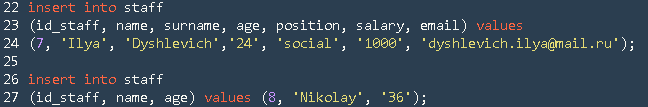 22 insert into staff
23 (id_staff, name, surname, age, position, salary, email) values
24 (7, 'Ilya', 'Dyshlevich','24', 'social', '1000', 'dyshlevich.ilya@mail.ru');
25
26 insert into staff
27 (id_staff, name, age) values (8, 'Nikolay', '36');